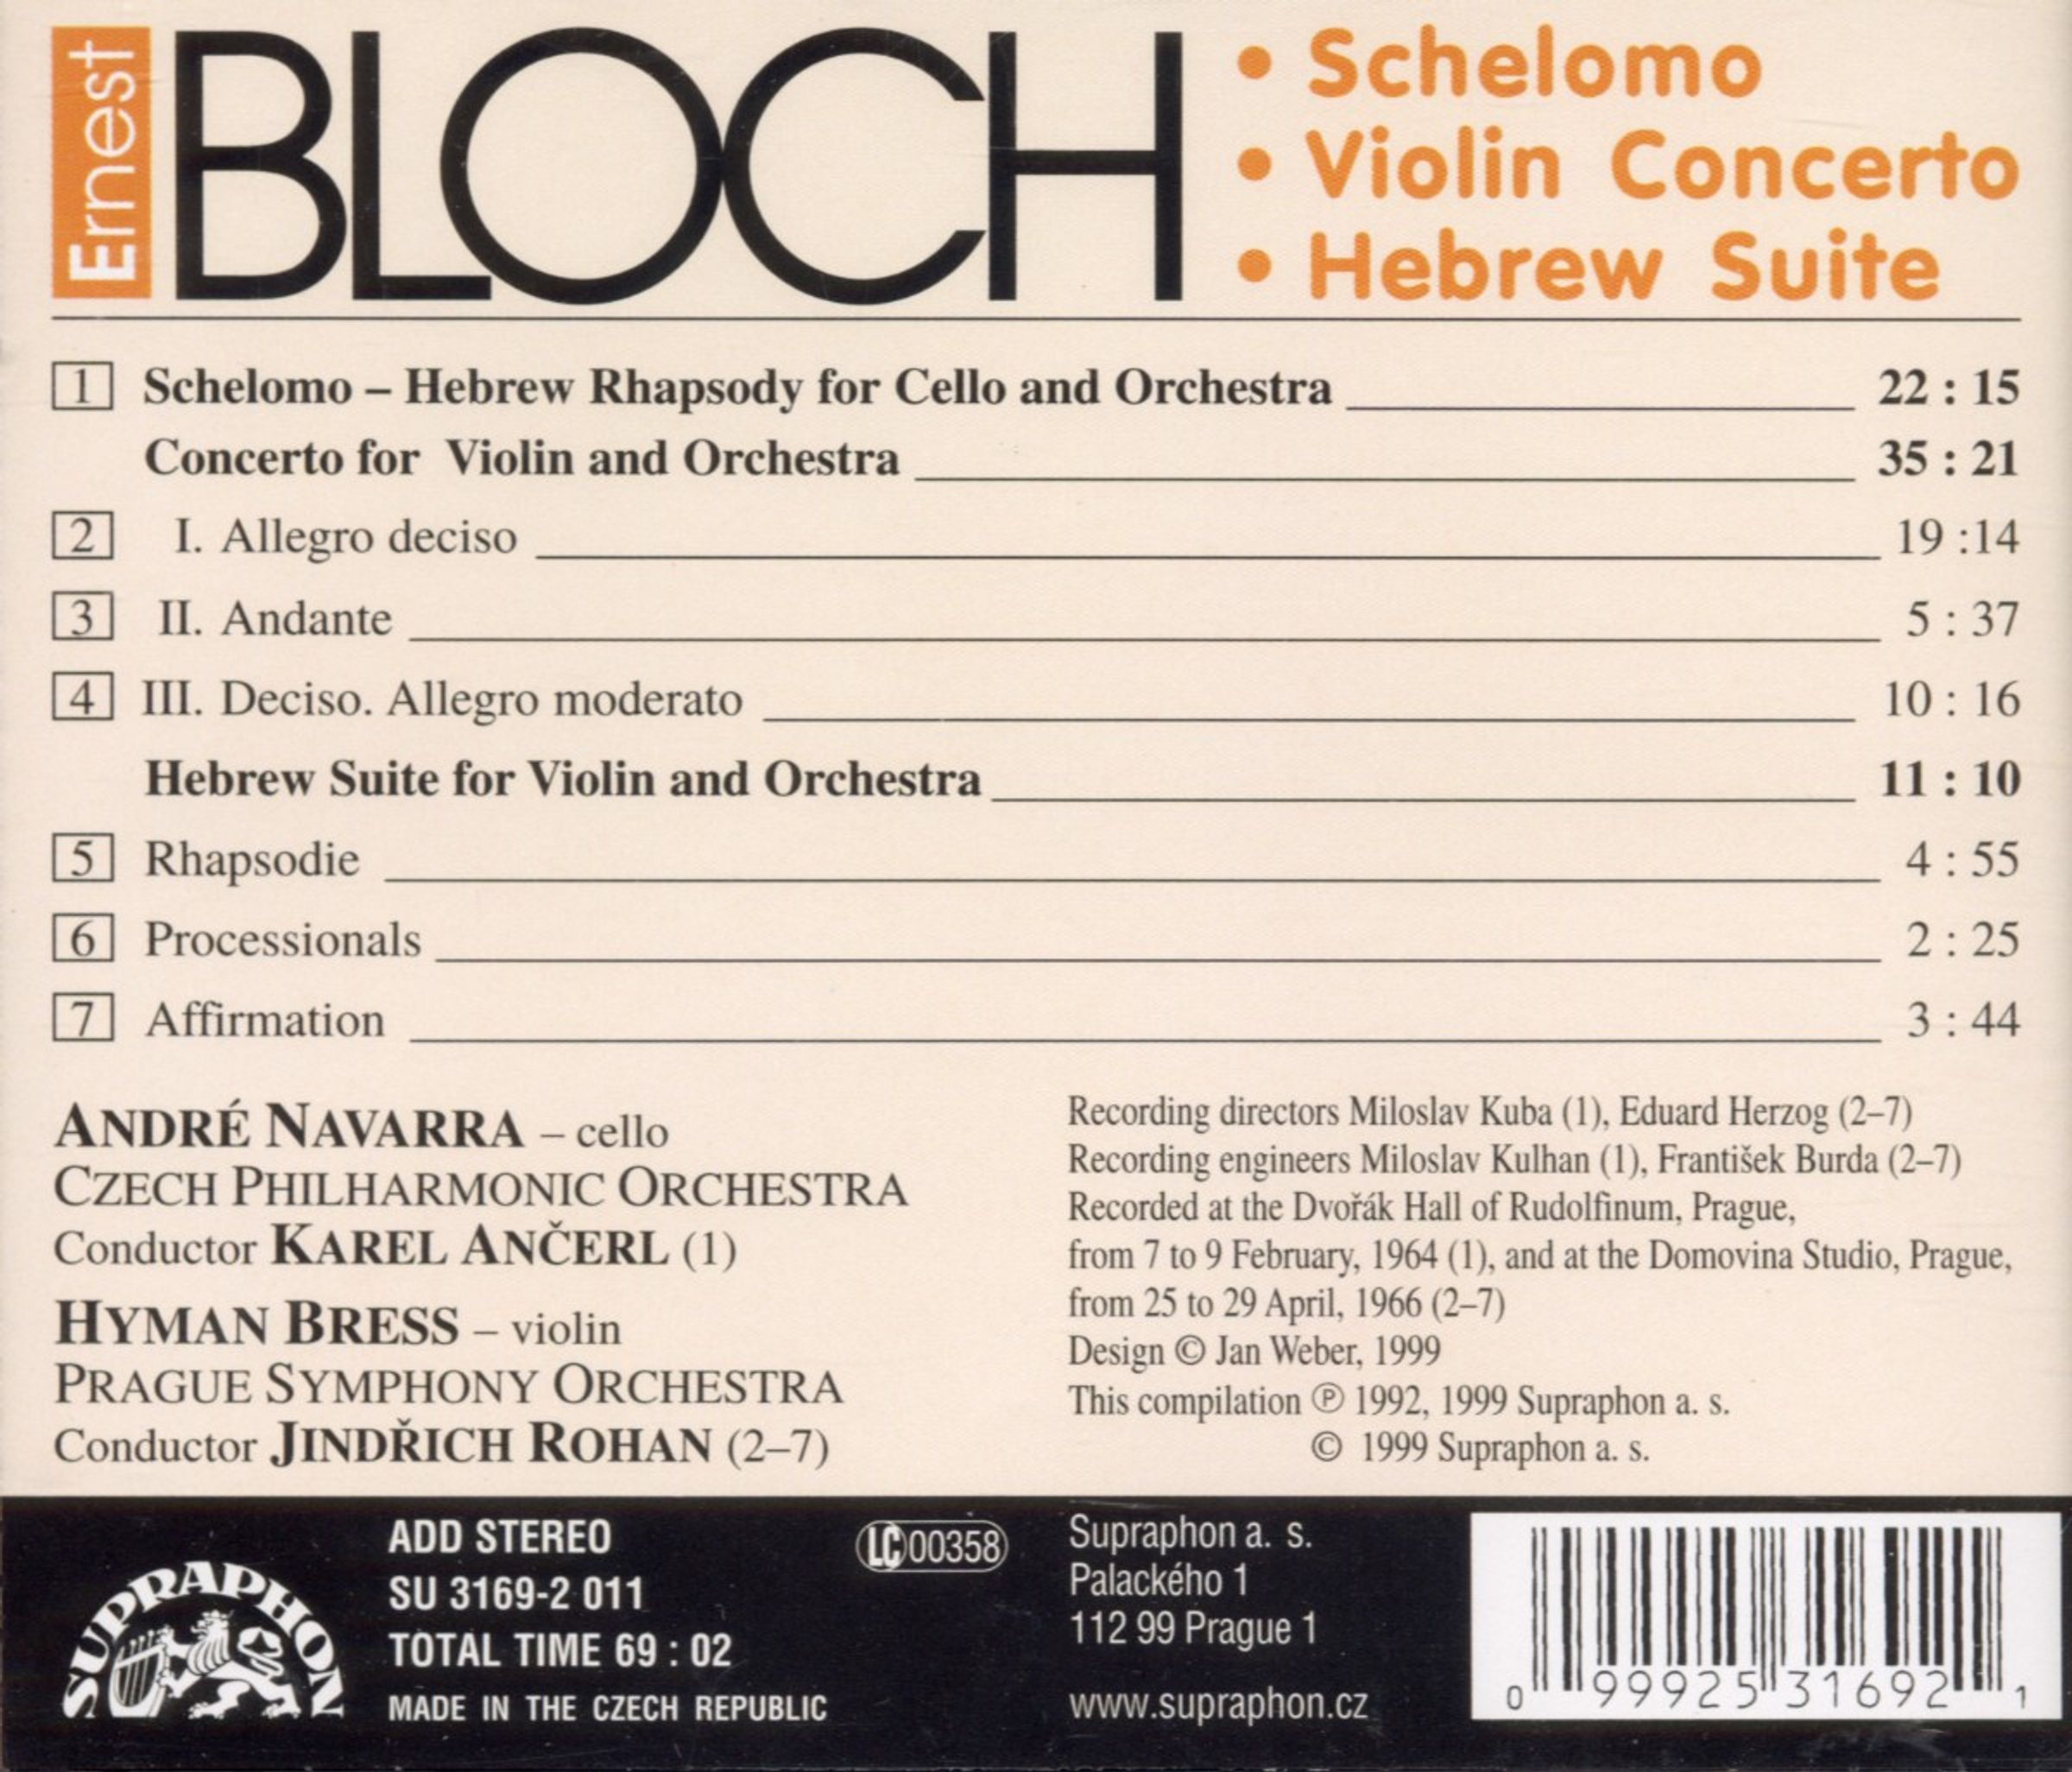 Ernest BLOCH
• Schelomo
• Violin Concerto
• Hebrew Suite
1 Schelomo – Hebrew Rhapsody for Cello and Orchestra 22 : 15
Concerto for Violin and Orchestra 35 : 21
2 I. Allegro deciso 19 :14
3 II. Andante 5 : 37
4 III. Deciso. Allegro moderato 10 : 16
Hebrew Suite for Violin and Orchestra 11 : 10
5 Rhapsodie 4 : 55
6 Processionals 2 : 25
7 Affirmation 3 : 44
ANDRÉ NAVARRA – cello
CZECH PHILHARMONIC ORCHESTRA
Conductor KAREL ANČERL (1)
HYMAN BRESS – violin
PRAGUE SYMPHONY ORCHESTRA
Conductor JINDŘICH ROHAN (2–7)
Recording directors Miloslav Kuba (1), Eduard Herzog (2–7)
Recording engineers Miloslav Kulhan (1), František Burda (2–7)
Recorded at the Dvořák Hall of Rudolfinum, Prague,
from 7 to 9 February, 1964 (1), and at the Domovina Studio, Prague,
from 25 to 29 April, 1966 (2–7)
Design © Jan Weber, 1999
This compilation ℗ 1992, 1999 Supraphon a. s.
© 1999 Supraphon a. s.
SUPRAPHON
ADD STEREO
SU 3169-2 011
TOTAL TIME 69 : 02
MADE IN THE CZECH REPUBLIC
LC 00358
Supraphon a. s.
Palackého 1
112 99 Prague 1
www.supraphon.cz
0 99925 31692 1